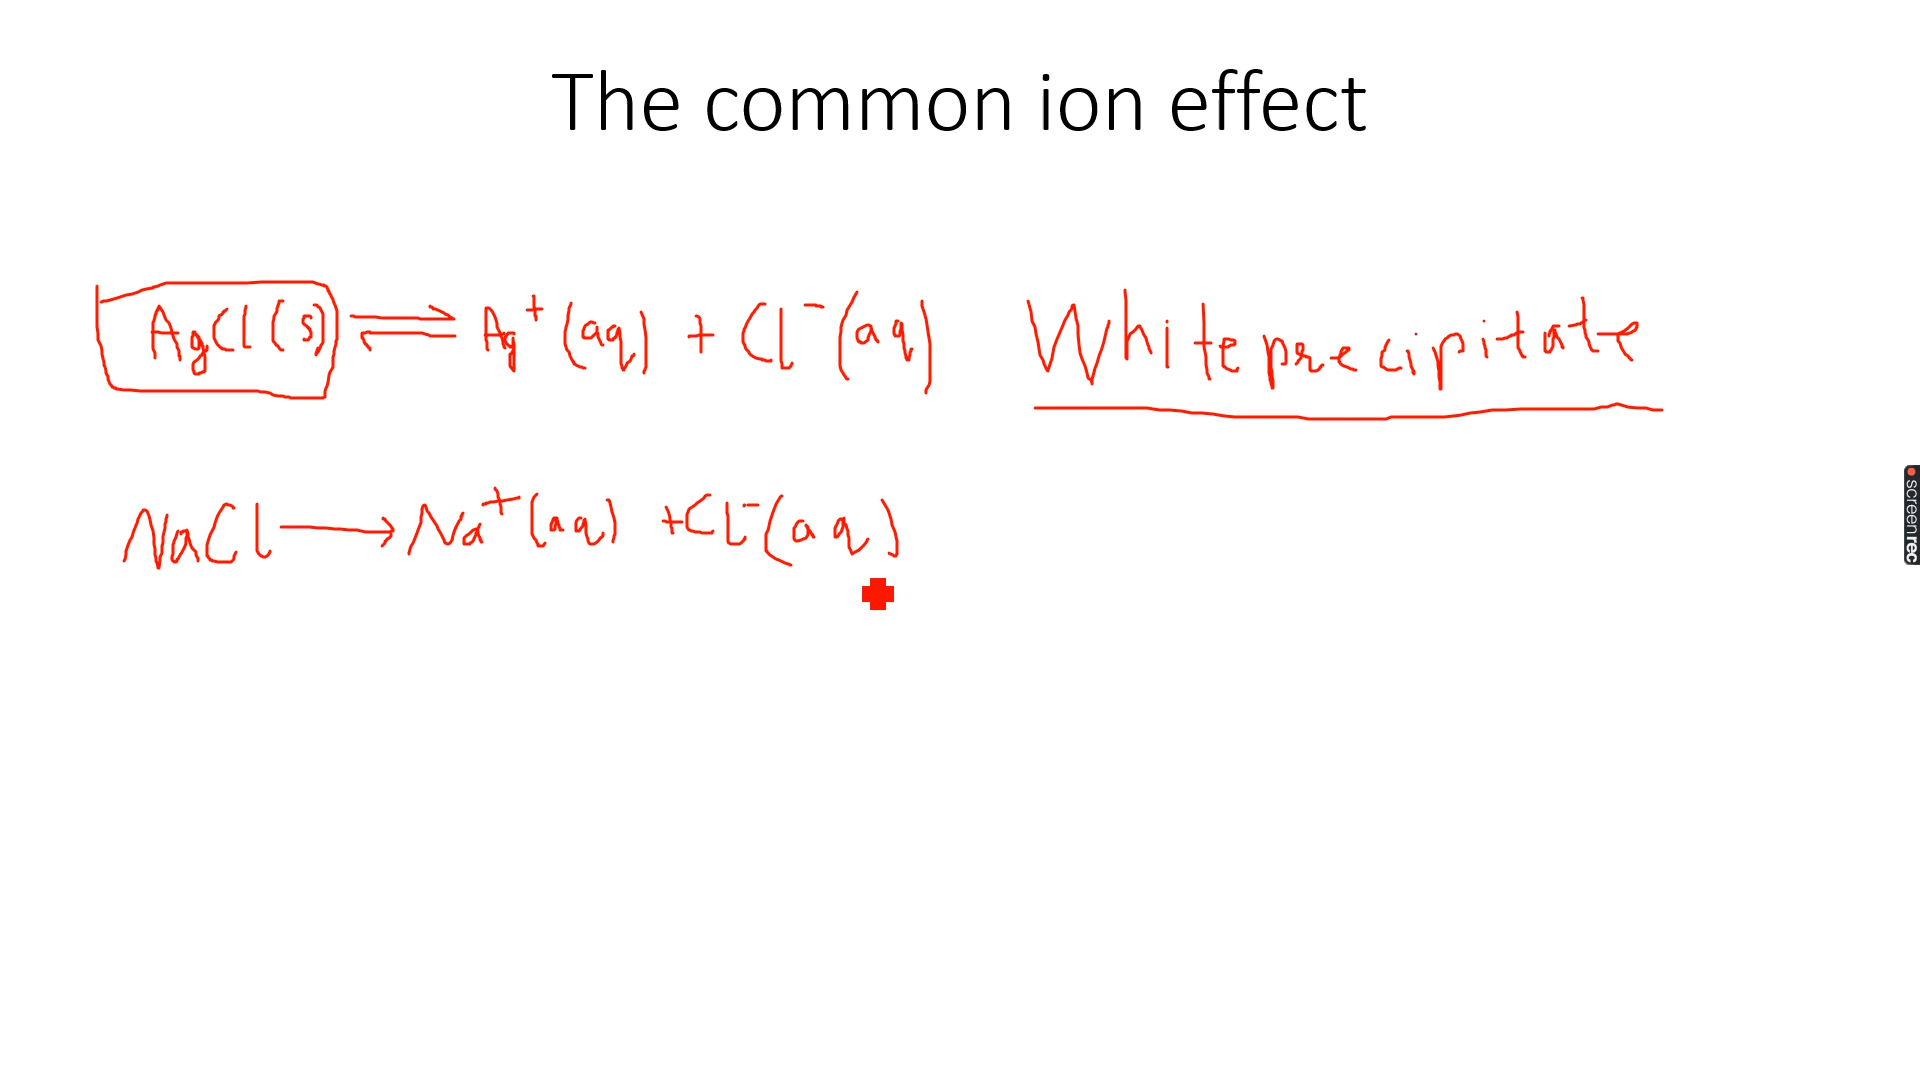 The common ion effect
AgCl(s) ⇌ Ag⁺(aq) + Cl⁻(aq) White precipitate
NaCl → Na⁺(aq) + Cl⁻(aq)
screenrec